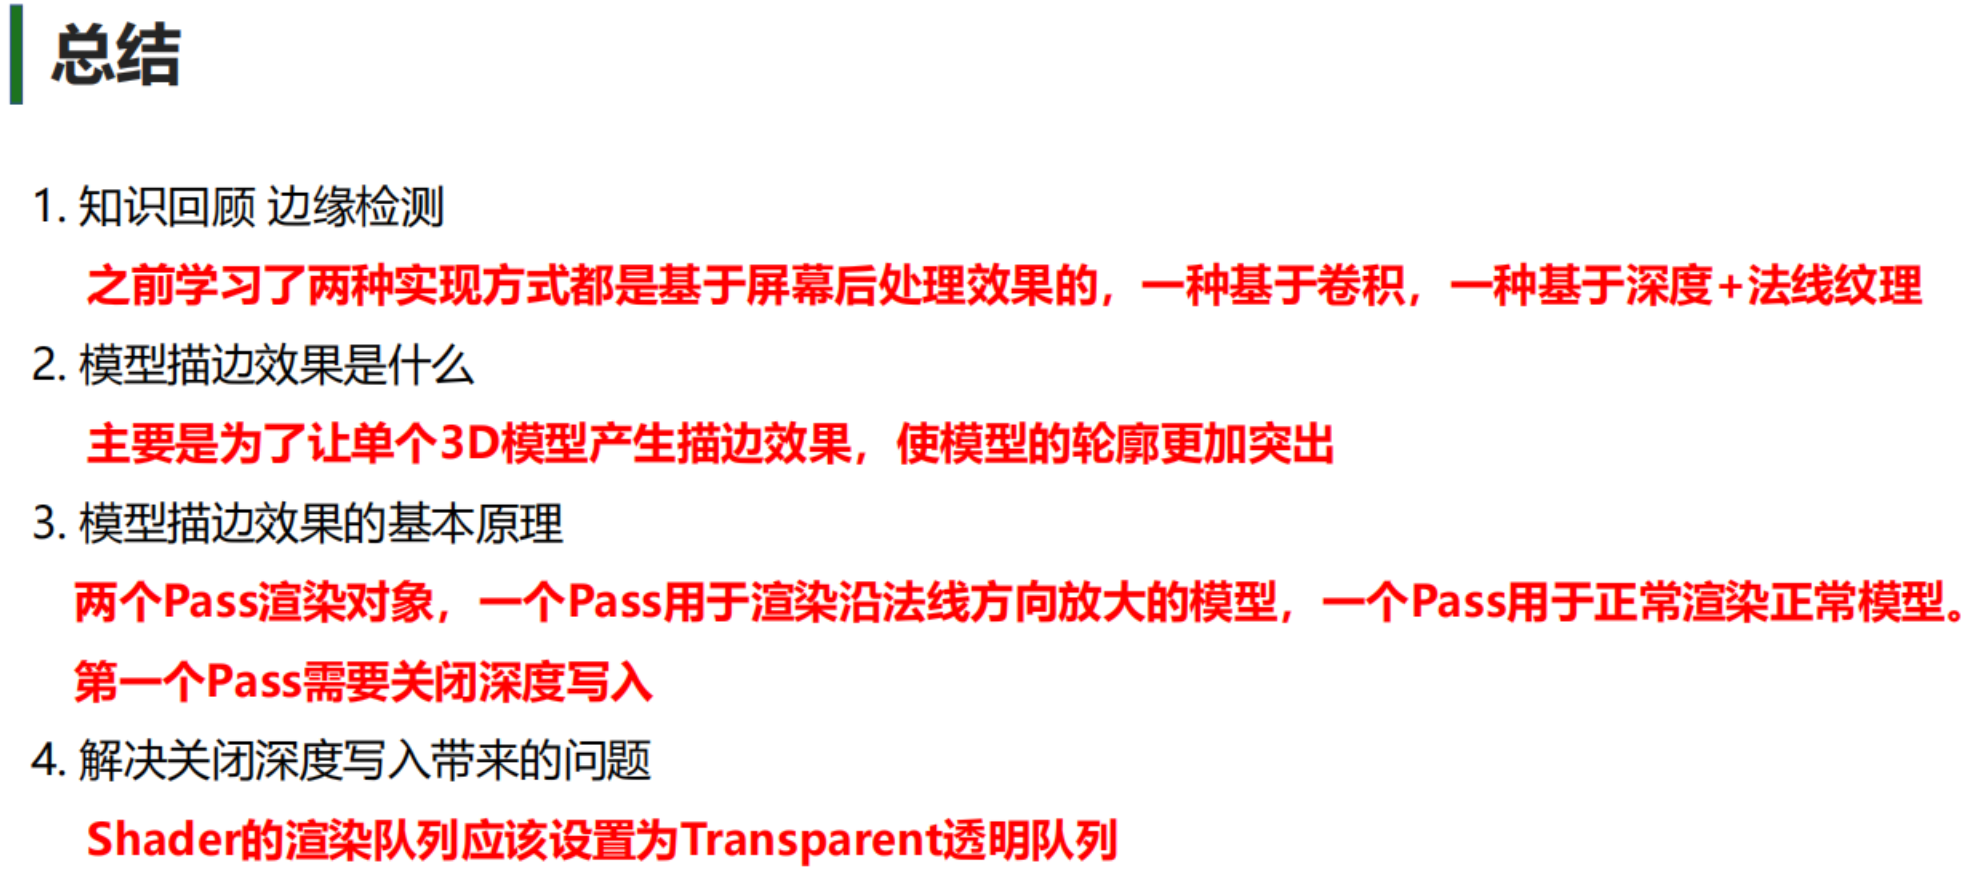 总结
1. 知识回顾 边缘检测
之前学习了两种实现方式都是基于屏幕后处理效果的，一种基于卷积，一种基于深度+法线纹理
2. 模型描边效果是什么
主要是为了让单个3D模型产生描边效果，使模型的轮廓更加突出
3. 模型描边效果的基本原理
两个Pass渲染对象，一个Pass用于渲染沿法线方向放大的模型，一个Pass用于正常渲染正常模型。
第一个Pass需要关闭深度写入
4. 解决关闭深度写入带来的问题
Shader的渲染队列应该设置为Transparent透明队列